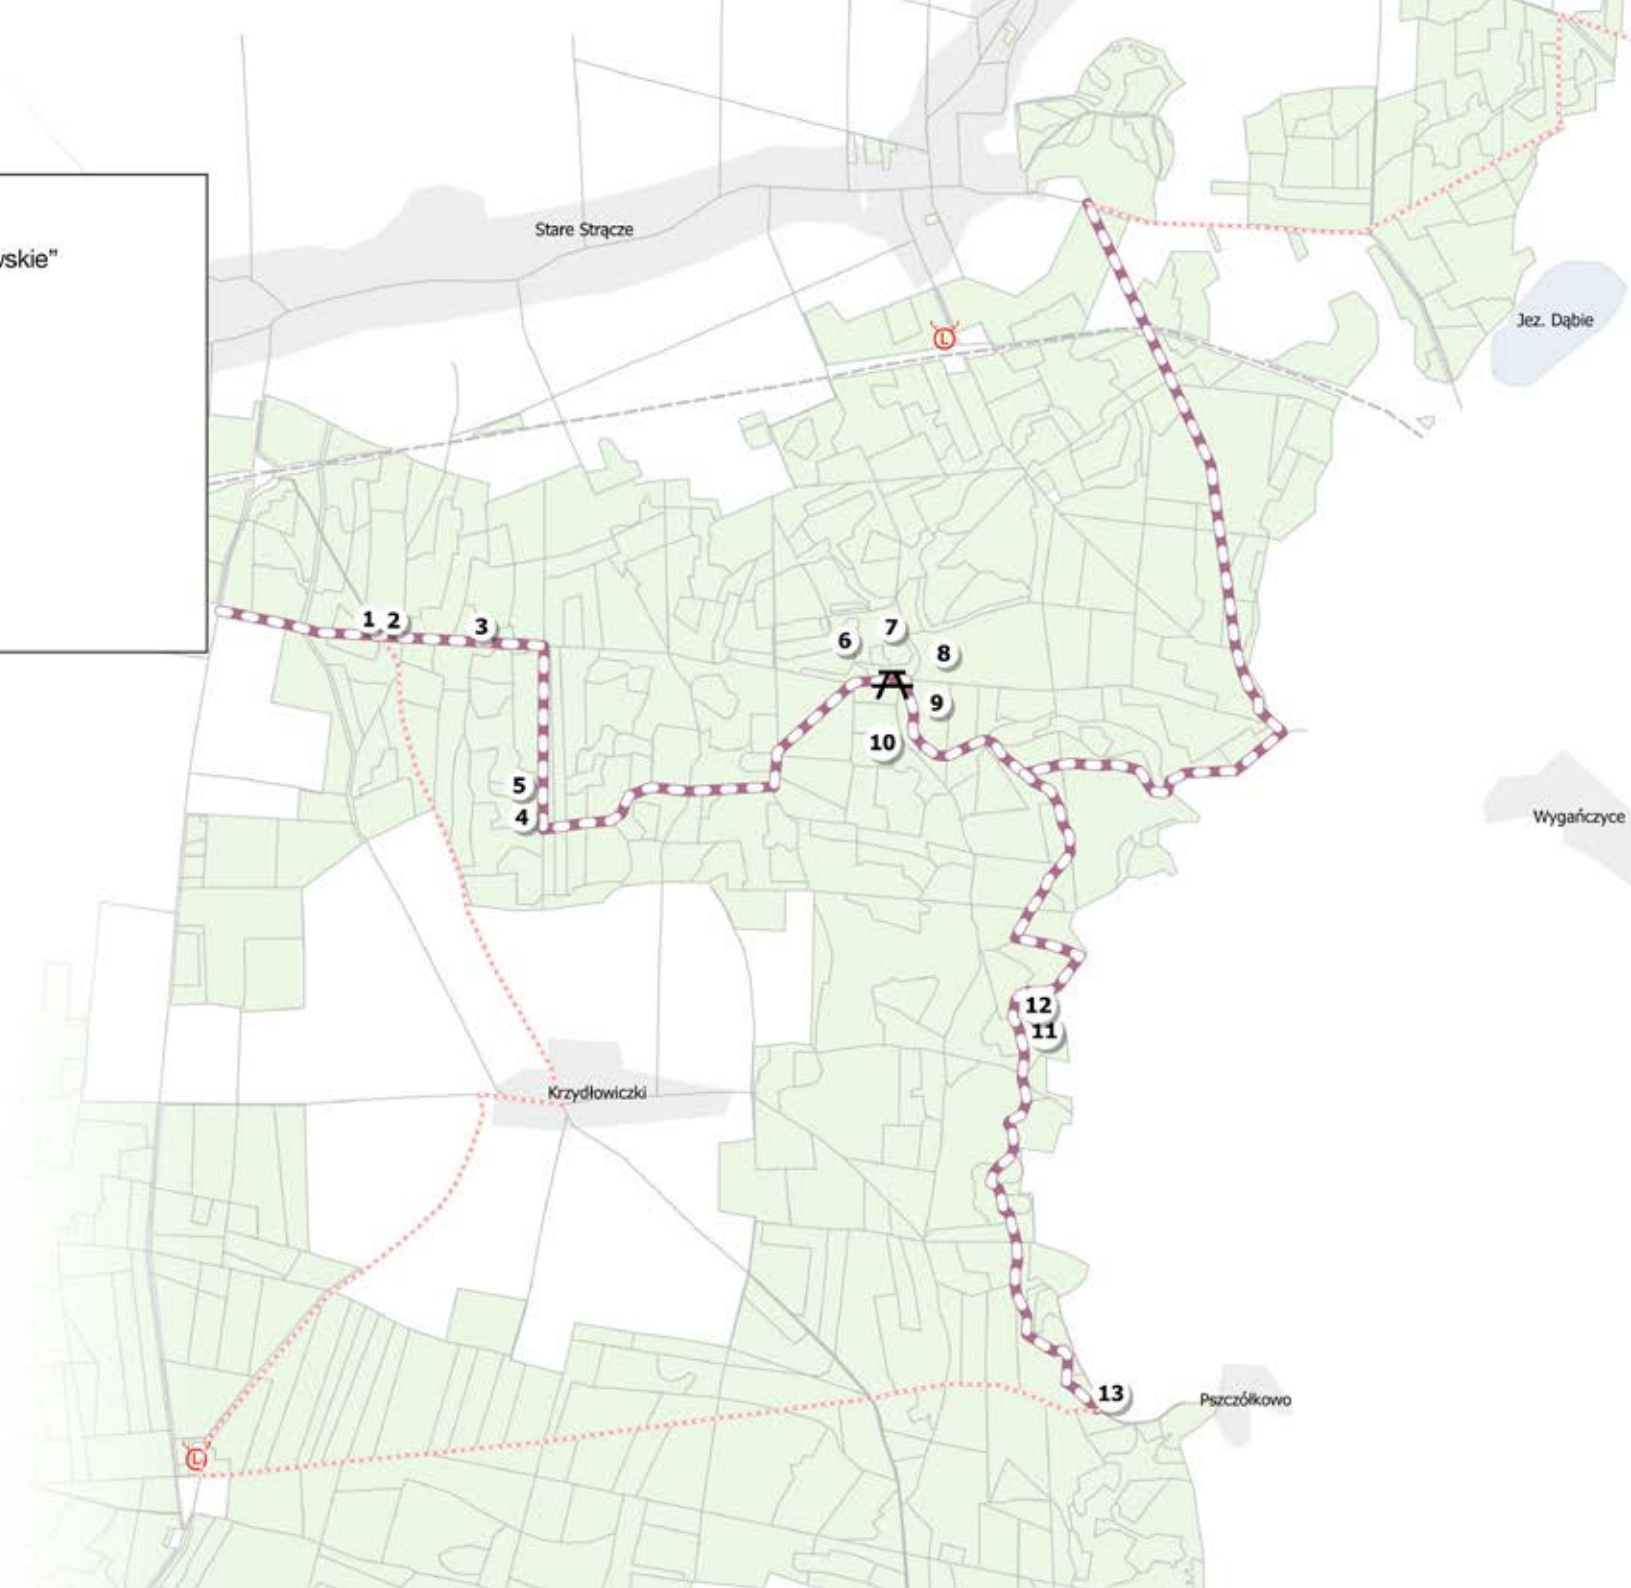 wskie”
Stare Strącze
L
Jez. Dąbie
1 2
3
6
7
8
9
10
5
4
Wygańczyce
12
11
Krzydłowiczki
13
Pszczółkowo
L